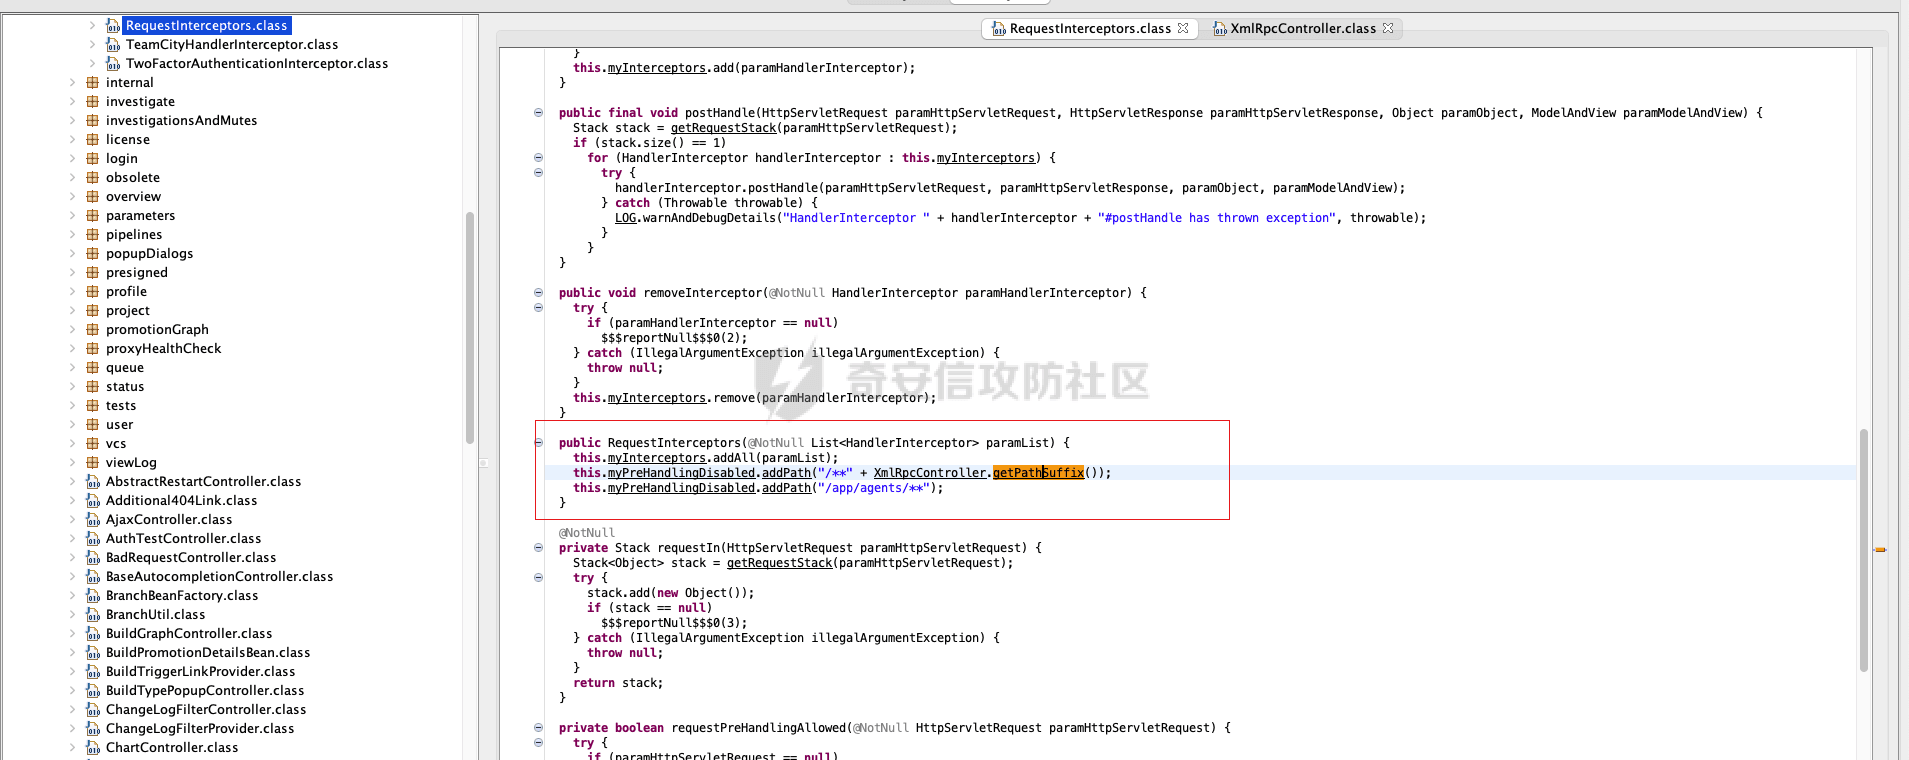 RequestInterceptors.class
TeamCityHandlerInterceptor.class
TwoFactorAuthenticationInterceptor.class
internal
investigate
investigationsAndMutes
license
login
obsolete
overview
parameters
pipelines
popupDialogs
presigned
profile
project
promotionGraph
proxyHealthCheck
queue
status
tests
user
vcs
viewLog
AbstractRestartController.class
Additional404Link.class
AjaxController.class
AuthTestController.class
BadRequestController.class
BaseAutocompletionController.class
BranchBeanFactory.class
BranchUtil.class
BuildGraphController.class
BuildPromotionDetailsBean.class
BuildTriggerLinkProvider.class
BuildTypePopupController.class
ChangeLogFilterController.class
ChangeLogFilterProvider.class
ChartController.class
RequestInterceptors.class XmlRpcController.class
}
this.myInterceptors.add(paramHandlerInterceptor);
}
public final void postHandle(HttpServletRequest paramHttpServletRequest, HttpServletResponse paramHttpServletResponse, Object paramObject, ModelAndView paramModelAndView) {
Stack stack = getRequestStack(paramHttpServletRequest);
if (stack.size() == 1)
for (HandlerInterceptor handlerInterceptor : this.myInterceptors) {
try {
handlerInterceptor.postHandle(paramHttpServletRequest, paramHttpServletResponse, paramObject, paramModelAndView);
} catch (Throwable throwable) {
LOG.warnAndDebugDetails("HandlerInterceptor " + handlerInterceptor + "#postHandle has thrown exception", throwable);
}
}
}
public void removeInterceptor(@NotNull HandlerInterceptor paramHandlerInterceptor) {
try {
if (paramHandlerInterceptor == null)
$$$reportNull$$$0(2);
} catch (IllegalArgumentException illegalArgumentException) {
throw null;
}
this.myInterceptors.remove(paramHandlerInterceptor);
}
奇安信攻防社区
public RequestInterceptors(@NotNull List<HandlerInterceptor> paramList) {
this.myInterceptors.addAll(paramList);
this.myPreHandlingDisabled.addPath("/**" + XmlRpcController.getPathSuffix());
this.myPreHandlingDisabled.addPath("/app/agents/**");
}
@NotNull
private Stack requestIn(HttpServletRequest paramHttpServletRequest) {
Stack<Object> stack = getRequestStack(paramHttpServletRequest);
try {
stack.add(new Object());
if (stack == null)
$$$reportNull$$$0(3);
} catch (IllegalArgumentException illegalArgumentException) {
throw null;
}
return stack;
}
private boolean requestPreHandlingAllowed(@NotNull HttpServletRequest paramHttpServletRequest) {
try {
if (paramHttpServletRequest == null)